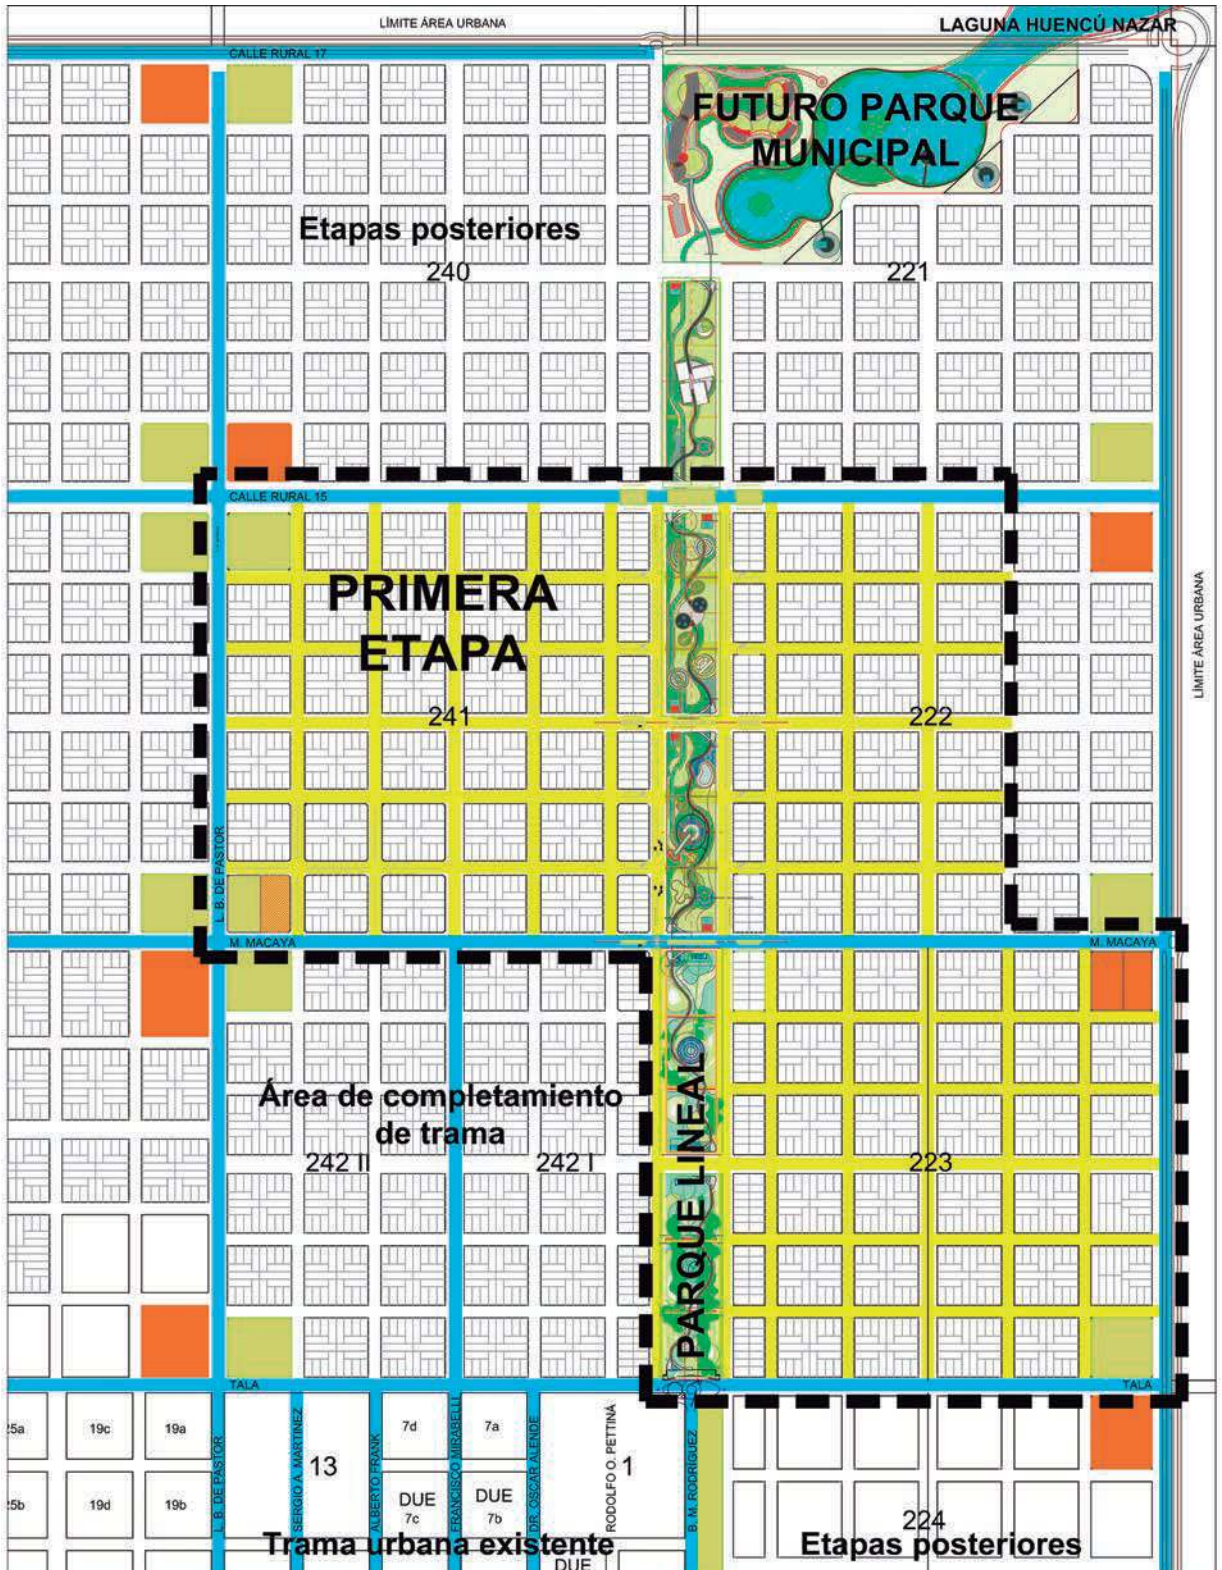 LÍMITE ÁREA URBANA
LAGUNA HUENCÚ NAZAR
CALLE RURAL 17
FUTURO PARQUE
MUNICIPAL
Etapas posteriores
240
221
CALLE RURAL 15
PRIMERA
ETAPA
LÍMITE ÁREA URBANA
241
222
L. B. DE PASTOR
M. MACAYA
M. MACAYA
Área de completamiento
de trama
242 II
242 I
PARQUE LINEAL
223
TALA
TALA
25a
19c
19a
7d
7a
L. B. DE PASTOR
SERGIO A. MARTINEZ
13
ALBERTO FRANK
FRANCISCO MIRABELLI
DR. OSCAR ALENDE
RODOLFO O. PETTINÁ
1
B. M. RODRIGUEZ
25b
19d
19b
DUE
7c
DUE
7b
224
Trama urbana existente
Etapas posteriores
DUE